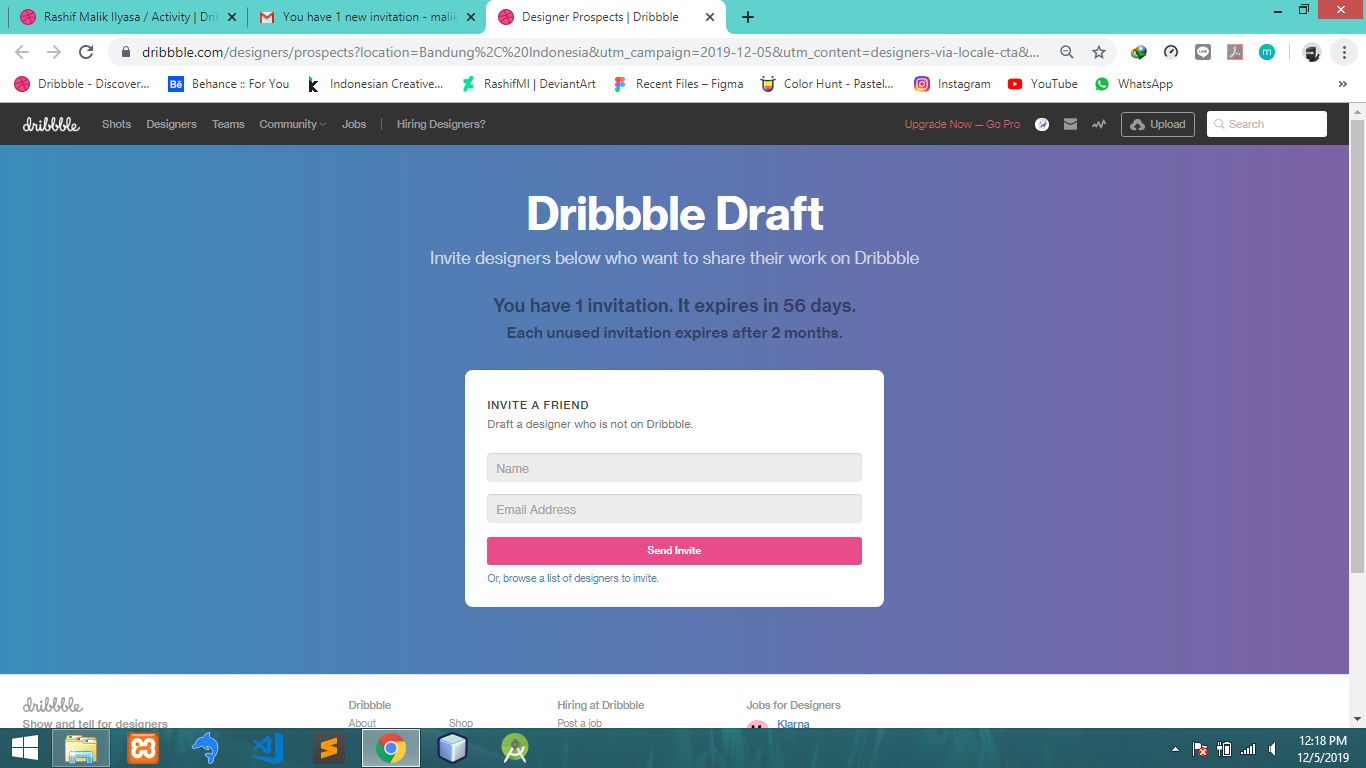 Rashif Malik Ilyasa / Activity | Dri
You have 1 new invitation - malik
Designer Prospects | Dribbble
dribbble.com/designers/prospects?location=Bandung%2C%20Indonesia&utm_campaign=2019-12-05&utm_content=designers-via-locale-cta&...
Dribbble - Discover...
Behance :: For You
Indonesian Creative...
RashifMI | DeviantArt
Recent Files – Figma
Color Hunt - Pastel...
Instagram
YouTube
WhatsApp
dribbble
Shots
Designers
Teams
Community
Jobs
Hiring Designers?
Upgrade Now — Go Pro
Upload
Search
Dribbble Draft
Invite designers below who want to share their work on Dribbble
You have 1 invitation. It expires in 56 days.
Each unused invitation expires after 2 months.
INVITE A FRIEND
Draft a designer who is not on Dribbble.
Name
Email Address
Send Invite
Or, browse a list of designers to invite.
dribbble
Show and tell for designers
Dribbble
About
Shop
Hiring at Dribbble
Post a job
Jobs for Designers
Klarna
12:18 PM
12/5/2019